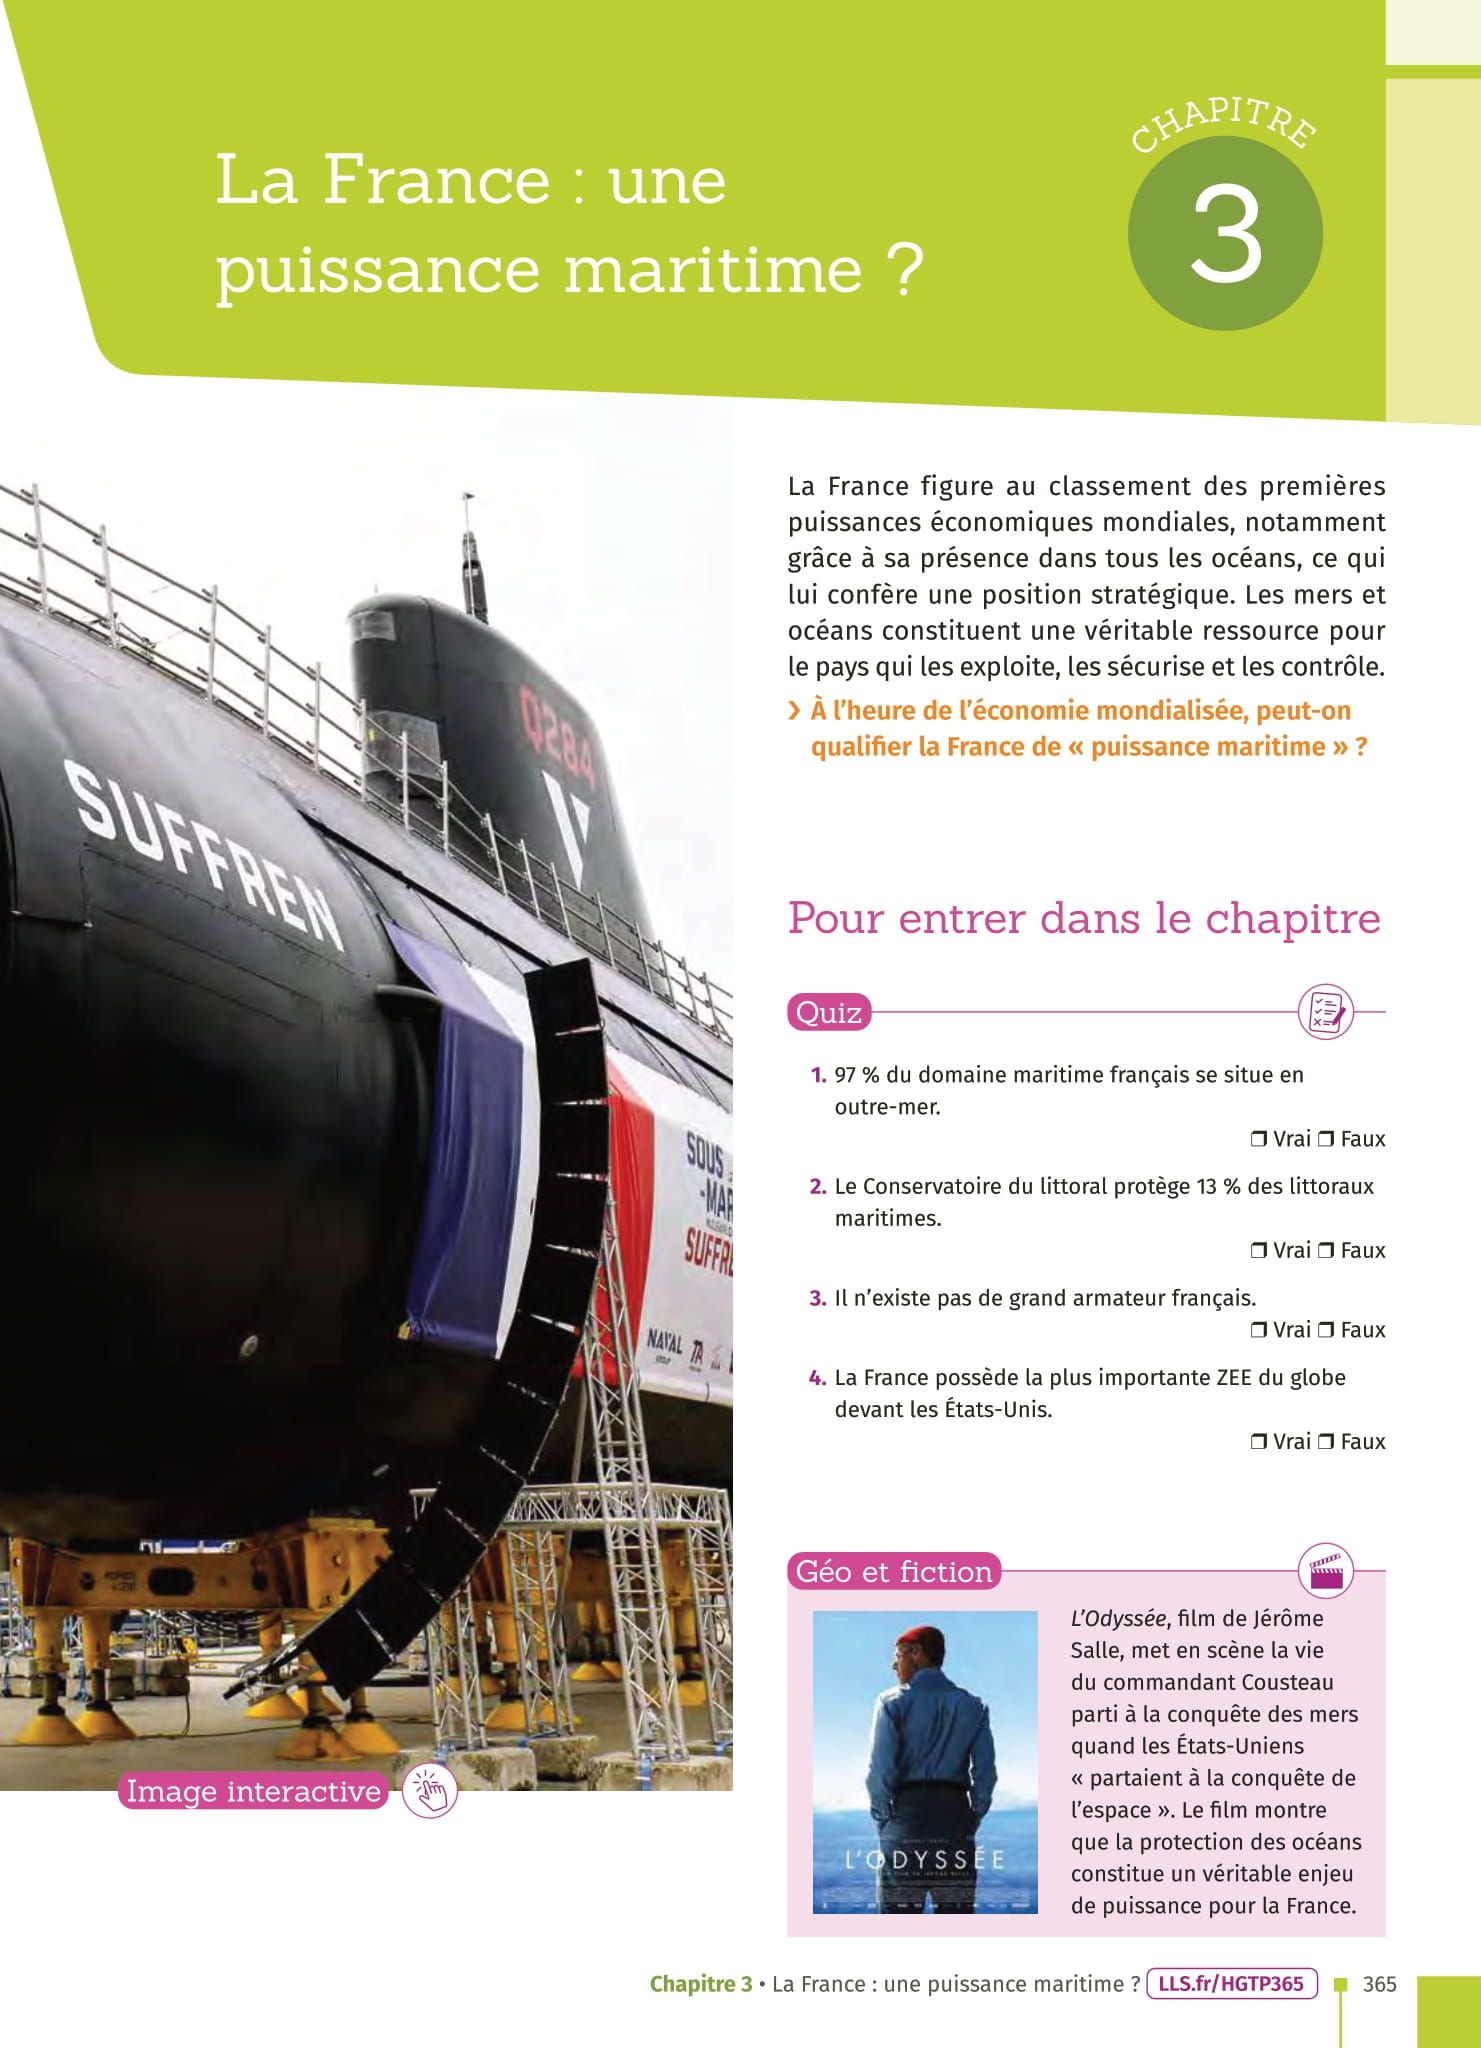 CHAPITRE
3
La France : une
puissance maritime ?
La France figure au classement des premières
puissances économiques mondiales, notamment
grâce à sa présence dans tous les océans, ce qui
lui confère une position stratégique. Les mers et
océans constituent une véritable ressource pour
le pays qui les exploite, les sécurise et les contrôle.
› À l’heure de l’économie mondialisée, peut-on
qualifier la France de « puissance maritime » ?
Q284
SUFFREN
SOUS
-MAR
SUFFRE
NAVAL
GROUP
Image interactive
Pour entrer dans le chapitre
Quiz
1. 97 % du domaine maritime français se situe en
outre-mer.
❒ Vrai ❒ Faux
2. Le Conservatoire du littoral protège 13 % des littoraux
maritimes.
❒ Vrai ❒ Faux
3. Il n’existe pas de grand armateur français.
❒ Vrai ❒ Faux
4. La France possède la plus importante ZEE du globe
devant les États-Unis.
❒ Vrai ❒ Faux
Géo et fiction
L’ODYSSÉE
UN FILM DE JÉRÔME SALLE
L’Odyssée, film de Jérôme
Salle, met en scène la vie
du commandant Cousteau
parti à la conquête des mers
quand les États-Uniens
« partaient à la conquête de
l’espace ». Le film montre
que la protection des océans
constitue un véritable enjeu
de puissance pour la France.
Chapitre 3 • La France : une puissance maritime ? LLS.fr/HGTP365 365